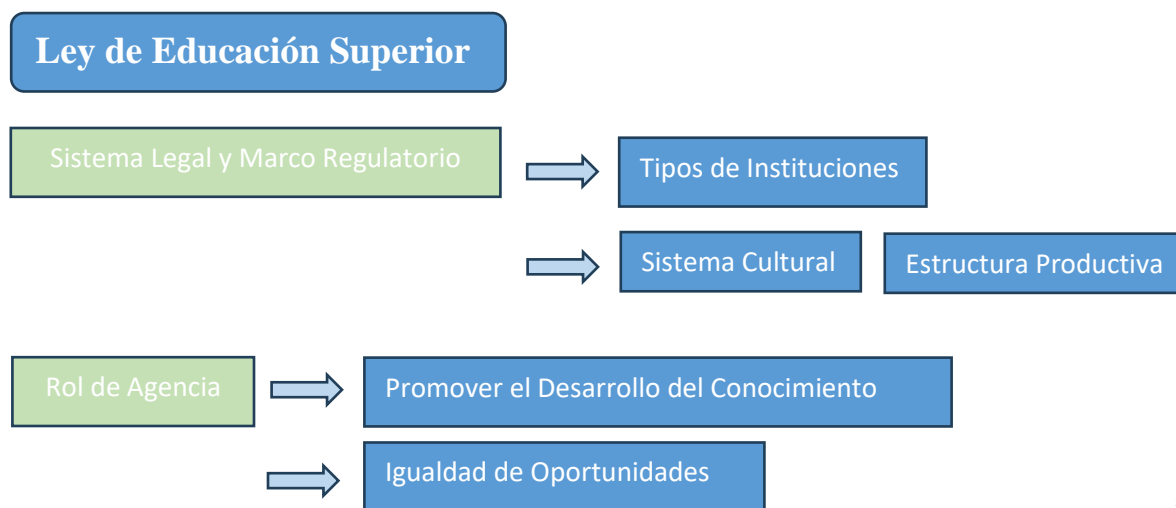 Ley de Educación Superior
Sistema Legal y Marco Regulatorio
Tipos de Instituciones
Sistema Cultural
Estructura Productiva
Rol de Agencia
Promover el Desarrollo del Conocimiento
Igualdad de Oportunidades